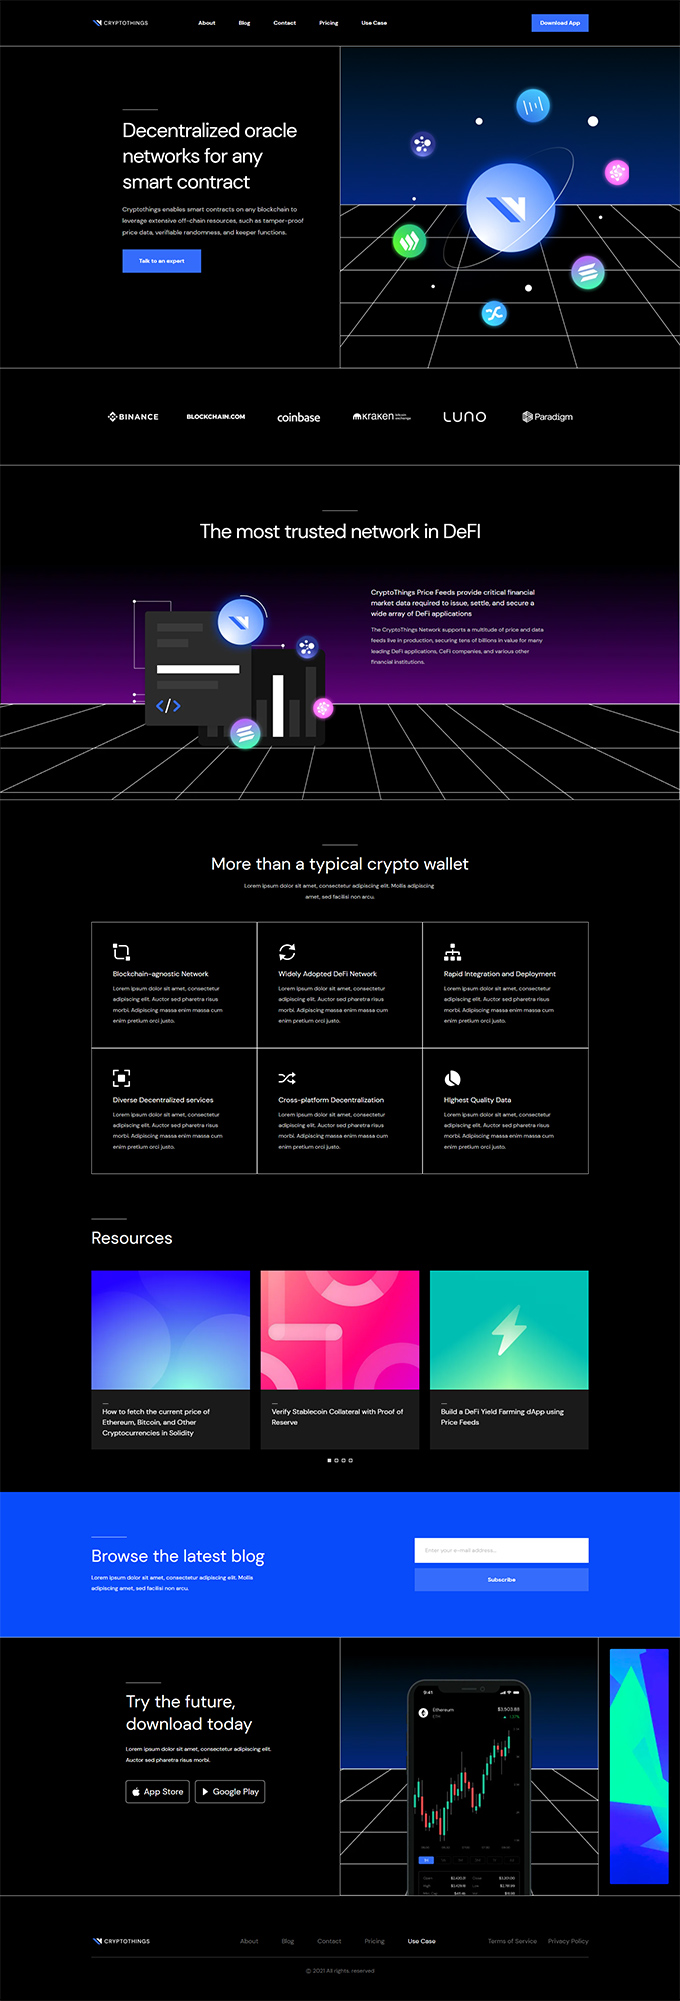 CRYPTOTHINGS
About
Blog
Contact
Pricing
Use Case
Download App
Decentralized oracle
networks for any
smart contract
Cryptothings enables smart contracts on any blockchain to
leverage extensive off-chain resources, such as tamper-proof
price data, verifiable randomness, and keeper functions.
Talk to an expert
BINANCE
BLOCKCHAIN.COM
coinbase
Kraken
LUNO
Paradigm
The most trusted network in DeFI
CryptoThings Price Feeds provide critical financial
market data required to issue, settle, and secure a
wide array of DeFi applications
The CryptoThings Network supports a multitude of price and data
feeds live in production, securing tens of billions in value for many
leading DeFi applications, CeFi companies, and various other
financial institutions.
More than a typical crypto wallet
Lorem ipsum dolor sit amet, consectetur adipiscing elit. Mollis adipiscing
amet, sed facilisi non arcu.
Blockchain-agnostic Network
Lorem ipsum dolor sit amet, consectetur
adipiscing elit. Auctor sed pharetra risus
morbi. Adipiscing massa enim massa cum
enim pretium orci justo.
Widely Adopted DeFi Network
Lorem ipsum dolor sit amet, consectetur
adipiscing elit. Auctor sed pharetra risus
morbi. Adipiscing massa enim massa cum
enim pretium orci justo.
Rapid Integration and Deployment
Lorem ipsum dolor sit amet, consectetur
adipiscing elit. Auctor sed pharetra risus
morbi. Adipiscing massa enim massa cum
enim pretium orci justo.
Diverse Decentralized services
Lorem ipsum dolor sit amet, consectetur
adipiscing elit. Auctor sed pharetra risus
morbi. Adipiscing massa enim massa cum
enim pretium orci justo.
Cross-platform Decentralization
Lorem ipsum dolor sit amet, consectetur
adipiscing elit. Auctor sed pharetra risus
morbi. Adipiscing massa enim massa cum
enim pretium orci justo.
Highest Quality Data
Lorem ipsum dolor sit amet, consectetur
adipiscing elit. Auctor sed pharetra risus
morbi. Adipiscing massa enim massa cum
enim pretium orci justo.
Resources
How to fetch the current price of
Ethereum, Bitcoin, and Other
Cryptocurrencies in Solidity
Verify Stablecoin Collateral with Proof of
Reserve
Build a DeFi Yield Farming dApp using
Price Feeds
Browse the latest blog
Lorem ipsum dolor sit amet, consectetur adipiscing elit. Mollis
adipiscing amet, sed facilisi non arcu.
Enter your e-mail address...
Subscribe
Try the future,
download today
Lorem ipsum dolor sit amet, consectetur adipiscing elit.
Auctor sed pharetra risus morbi.
App Store
Google Play
9:41
Ethereum
ETH
$3,503.88
CRYPTOTHINGS
About
Blog
Contact
Pricing
Use Case
Terms of Service
Privacy Policy
© 2021 All rights. reserved